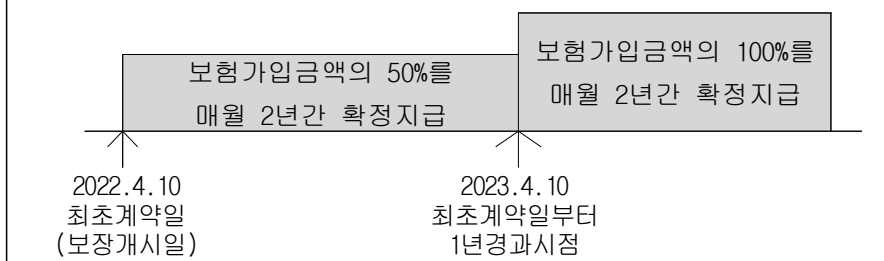 보험가입금액의 50%를
매월 2년간 확정지급
보험가입금액의 100%를
매월 2년간 확정지급
2022.4.10
최초계약일
(보장개시일)
2023.4.10
최초계약일부터
1년경과시점